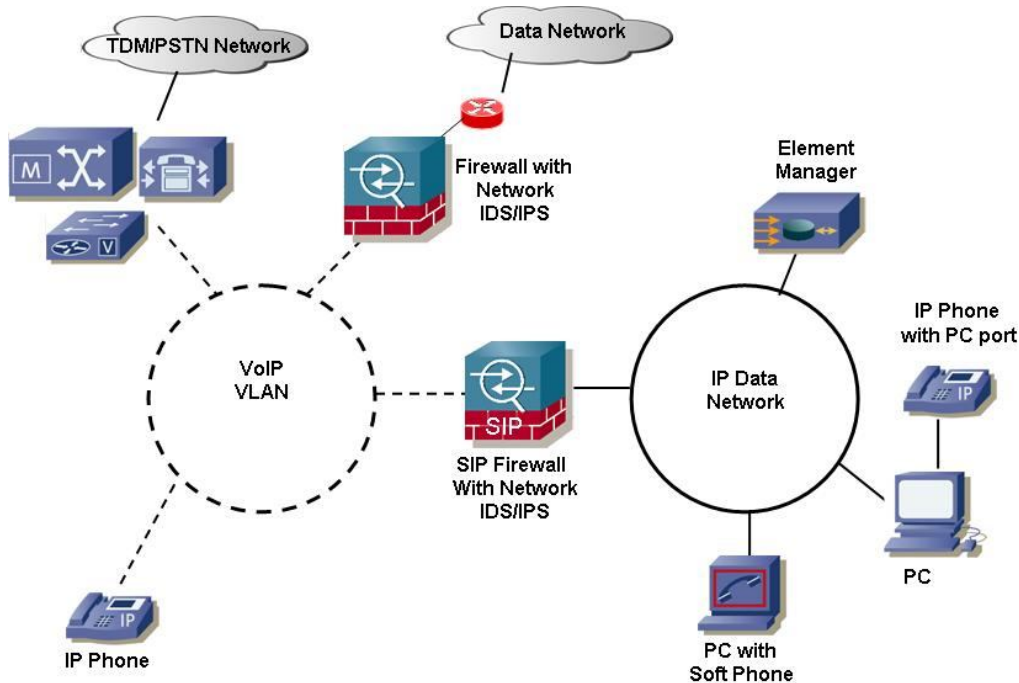 TDM/PSTN Network
Data Network
M
V
Firewall with
Network
IDS/IPS
Element
Manager
IP Phone
with PC port
IP
VoIP
VLAN
SIP
IP Data
Network
SIP Firewall
With Network
IDS/IPS
PC
IP
IP Phone
PC with
Soft Phone